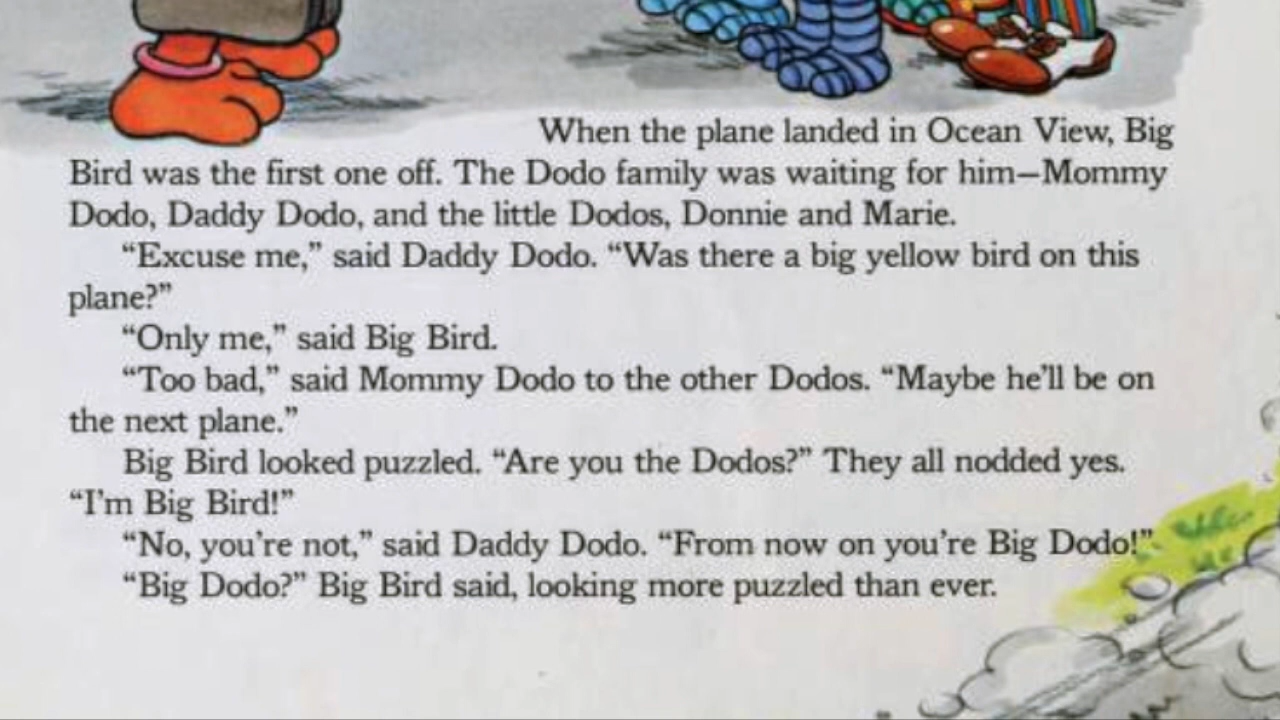 When the plane landed in Ocean View, Big
Bird was the first one off. The Dodo family was waiting for him—Mommy
Dodo, Daddy Dodo, and the little Dodos, Donnie and Marie.
“Excuse me,” said Daddy Dodo. “Was there a big yellow bird on this
plane?”
“Only me,” said Big Bird.
“Too bad,” said Mommy Dodo to the other Dodos. “Maybe he’ll be on
the next plane.”
Big Bird looked puzzled. “Are you the Dodos?” They all nodded yes.
“I’m Big Bird!”
“No, you’re not,” said Daddy Dodo. “From now on you’re Big Dodo!”
“Big Dodo?” Big Bird said, looking more puzzled than ever.